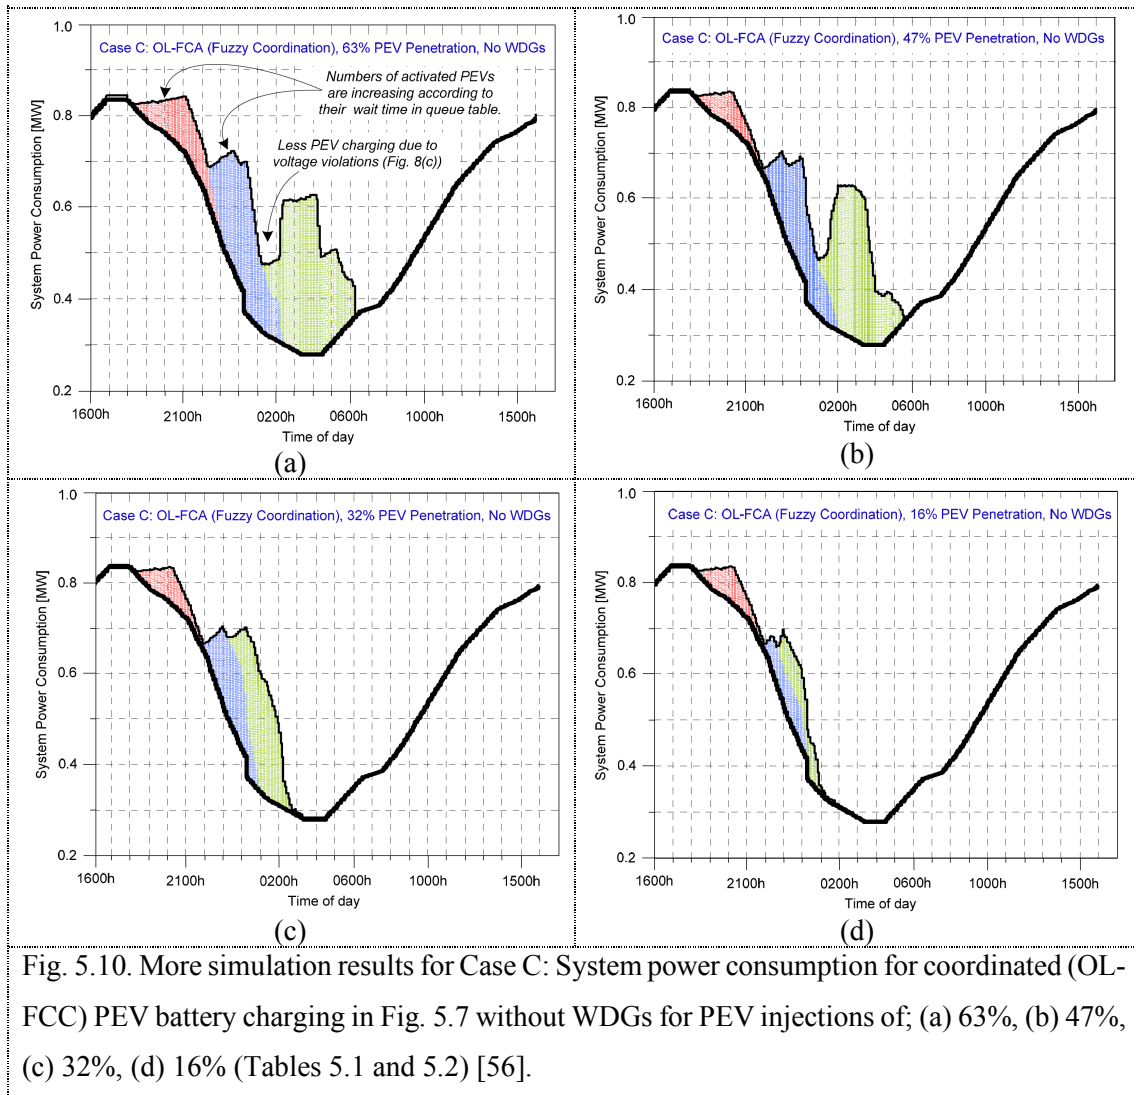 1.0
Case C: OL-FCA (Fuzzy Coordination), 63% PEV Penetration, No WDGs
Numbers of activated PEVs
are increasing according to
their wait time in queue table.
0.8
Less PEV charging due to
voltage violations (Fig. 8(c))
0.6
0.4
0.2
System Power Consumption [MW]
1600h 2100h 0200h 0600h 1000h 1500h
Time of day
(a)
1.0
Case C: OL-FCA (Fuzzy Coordination), 47% PEV Penetration, No WDGs
0.8
0.6
0.4
0.2
System Power Consumption [MW]
1600h 2100h 0200h 0600h 1000h 1500h
Time of day
(b)
1.0
Case C: OL-FCA (Fuzzy Coordination), 32% PEV Penetration, No WDGs
0.8
0.6
0.4
0.2
System Power Consumption [MW]
1600h 2100h 0200h 0600h 1000h 1500h
Time of day
(c)
1.0
Case C: OL-FCA (Fuzzy Coordination), 16% PEV Penetration, No WDGs
0.8
0.6
0.4
0.2
System Power Consumption [MW]
1600h 2100h 0200h 0600h 1000h 1500h
Time of day
(d)
Fig. 5.10. More simulation results for Case C: System power consumption for coordinated (OL-
FCC) PEV battery charging in Fig. 5.7 without WDGs for PEV injections of; (a) 63%, (b) 47%,
(c) 32%, (d) 16% (Tables 5.1 and 5.2) [56].